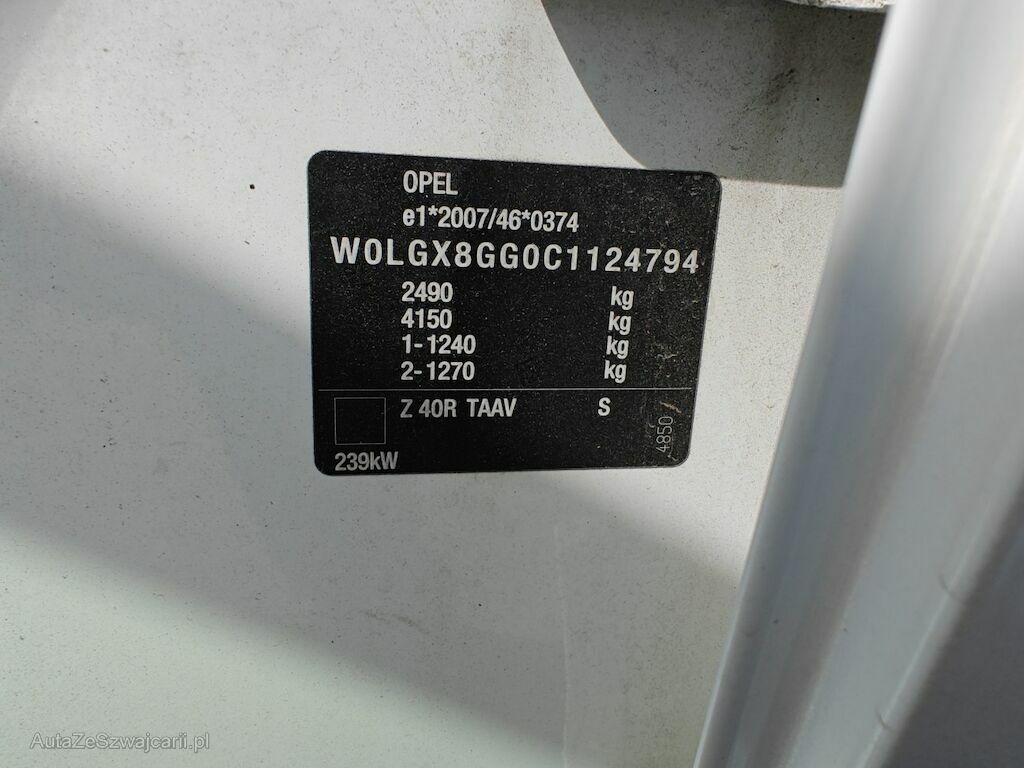 OPEL
e1*2007/46*0374
W0LGX8GG0C1124794
2490 kg
4150 kg
1-1240 kg
2-1270 kg
Z 40R TAAV S
4850
239kW
AutaZeSzwajcarii.pl